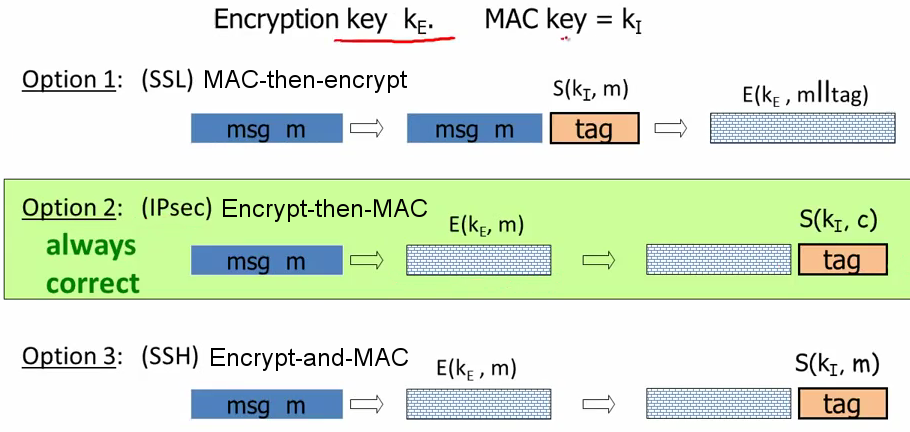 Encryption key k_E.   MAC key = k_I
Option 1:  (SSL) MAC-then-encrypt
S(k_I, m)
E(k_E , m||tag)
msg m ⇒ msg m tag ⇒
Option 2:  (IPsec) Encrypt-then-MAC
always
correct
E(k_E, m)
S(k_I, c)
msg m ⇒ ⇒ tag
Option 3:  (SSH) Encrypt-and-MAC
E(k_E , m)
S(k_I, m)
msg m ⇒ ⇒ tag